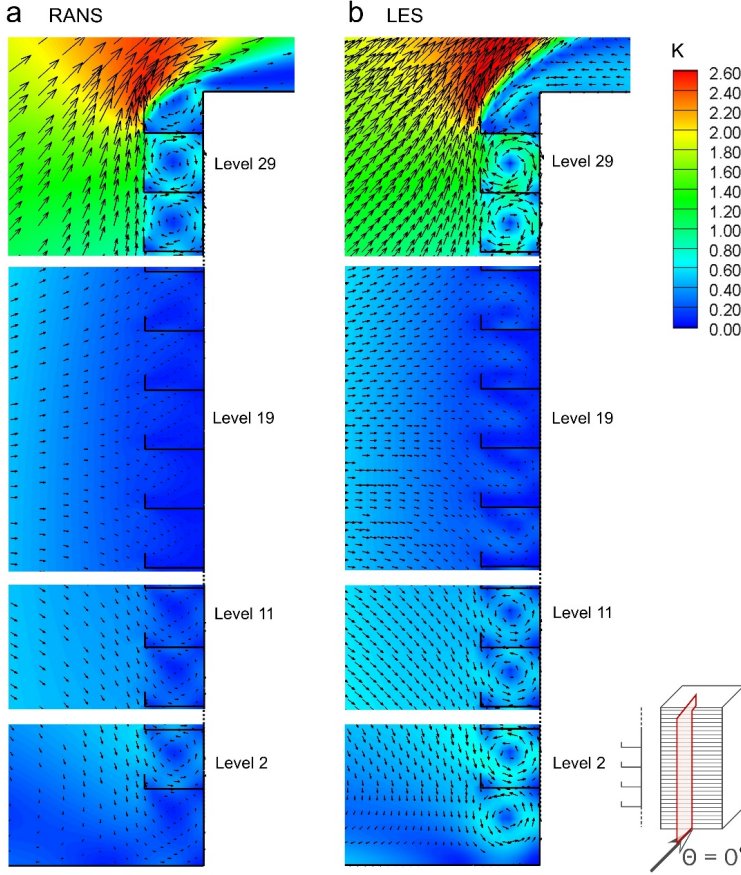 a RANS
b LES
K
2.60
2.40
2.20
2.00
1.80
1.60
1.40
1.20
1.00
0.80
0.60
0.40
0.20
0.00
Level 29
Level 29
Level 19
Level 19
Level 11
Level 11
Level 2
Level 2
Θ = 0°